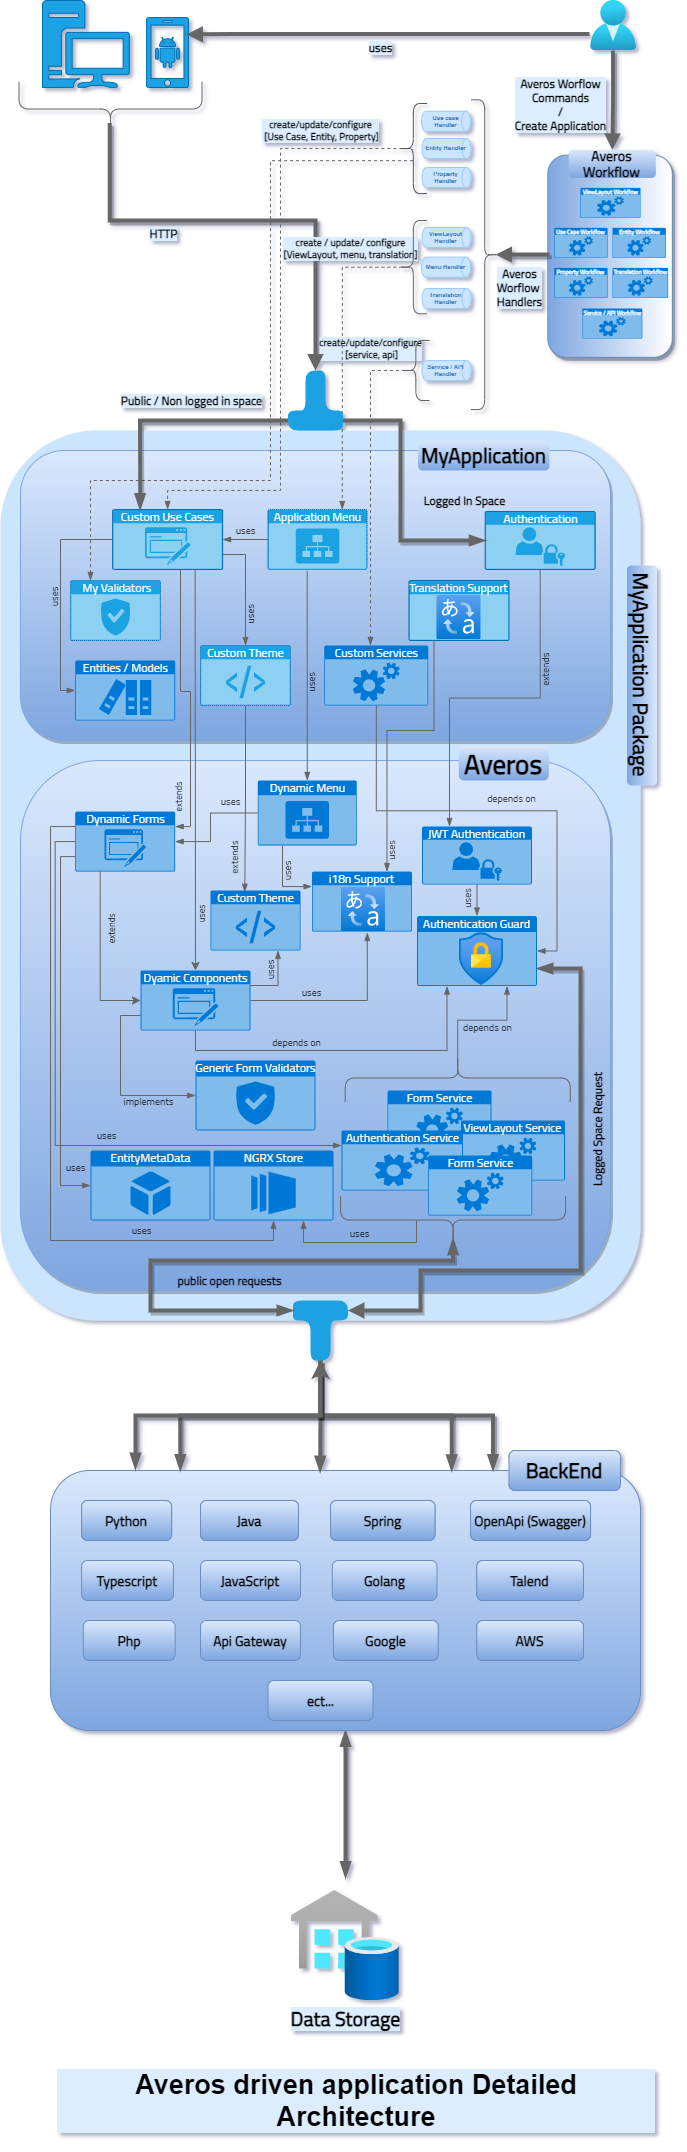 uses
Averos Worflow
Commands
/
Create Application
create/update/configure
[Use Case, Entity, Property]
Use case
Handler
Entity Handler
Property
Handler
Averos
Workflow
ViewLayout Workflow
Use Case Workflow
Entity Workflow
Property Workflow
Translation Workflow
Service / API Workflow
HTTP
create / update/ configure
[ViewLayout, menu, translation]
ViewLayout
Handler
Menu Handler
Translation
Handler
Averos
Worflow
Handlers
create/update/configure
[service, api]
Service / API
Handler
Public / Non logged in space
MyApplication
Logged In Space
Custom Use Cases
uses
Application Menu
Authentication
uses
My Validators
uses
Translation Support
MyApplication Package
Custom Theme
Custom Services
Entities / Models
uses
extends
Averos
extends
Dynamic Menu
depends on
uses
Dynamic Forms
JWT Authentication
extends
uses
uses
i18n Support
uses
Custom Theme
uses
extends
Authentication Guard
uses
Dyamic Components
uses
depends on
depends on
Generic Form Validators
implements
Logged Space Request
Form Service
ViewLayout Service
Authentication Service
uses
EntityMetaData
NGRX Store
Form Service
uses
uses
uses
public open requests
BackEnd
Python
Java
Spring
OpenApi (Swagger)
Typescript
JavaScript
Golang
Talend
Php
Api Gateway
Google
AWS
ect...
Data Storage
Averos driven application Detailed
Architecture